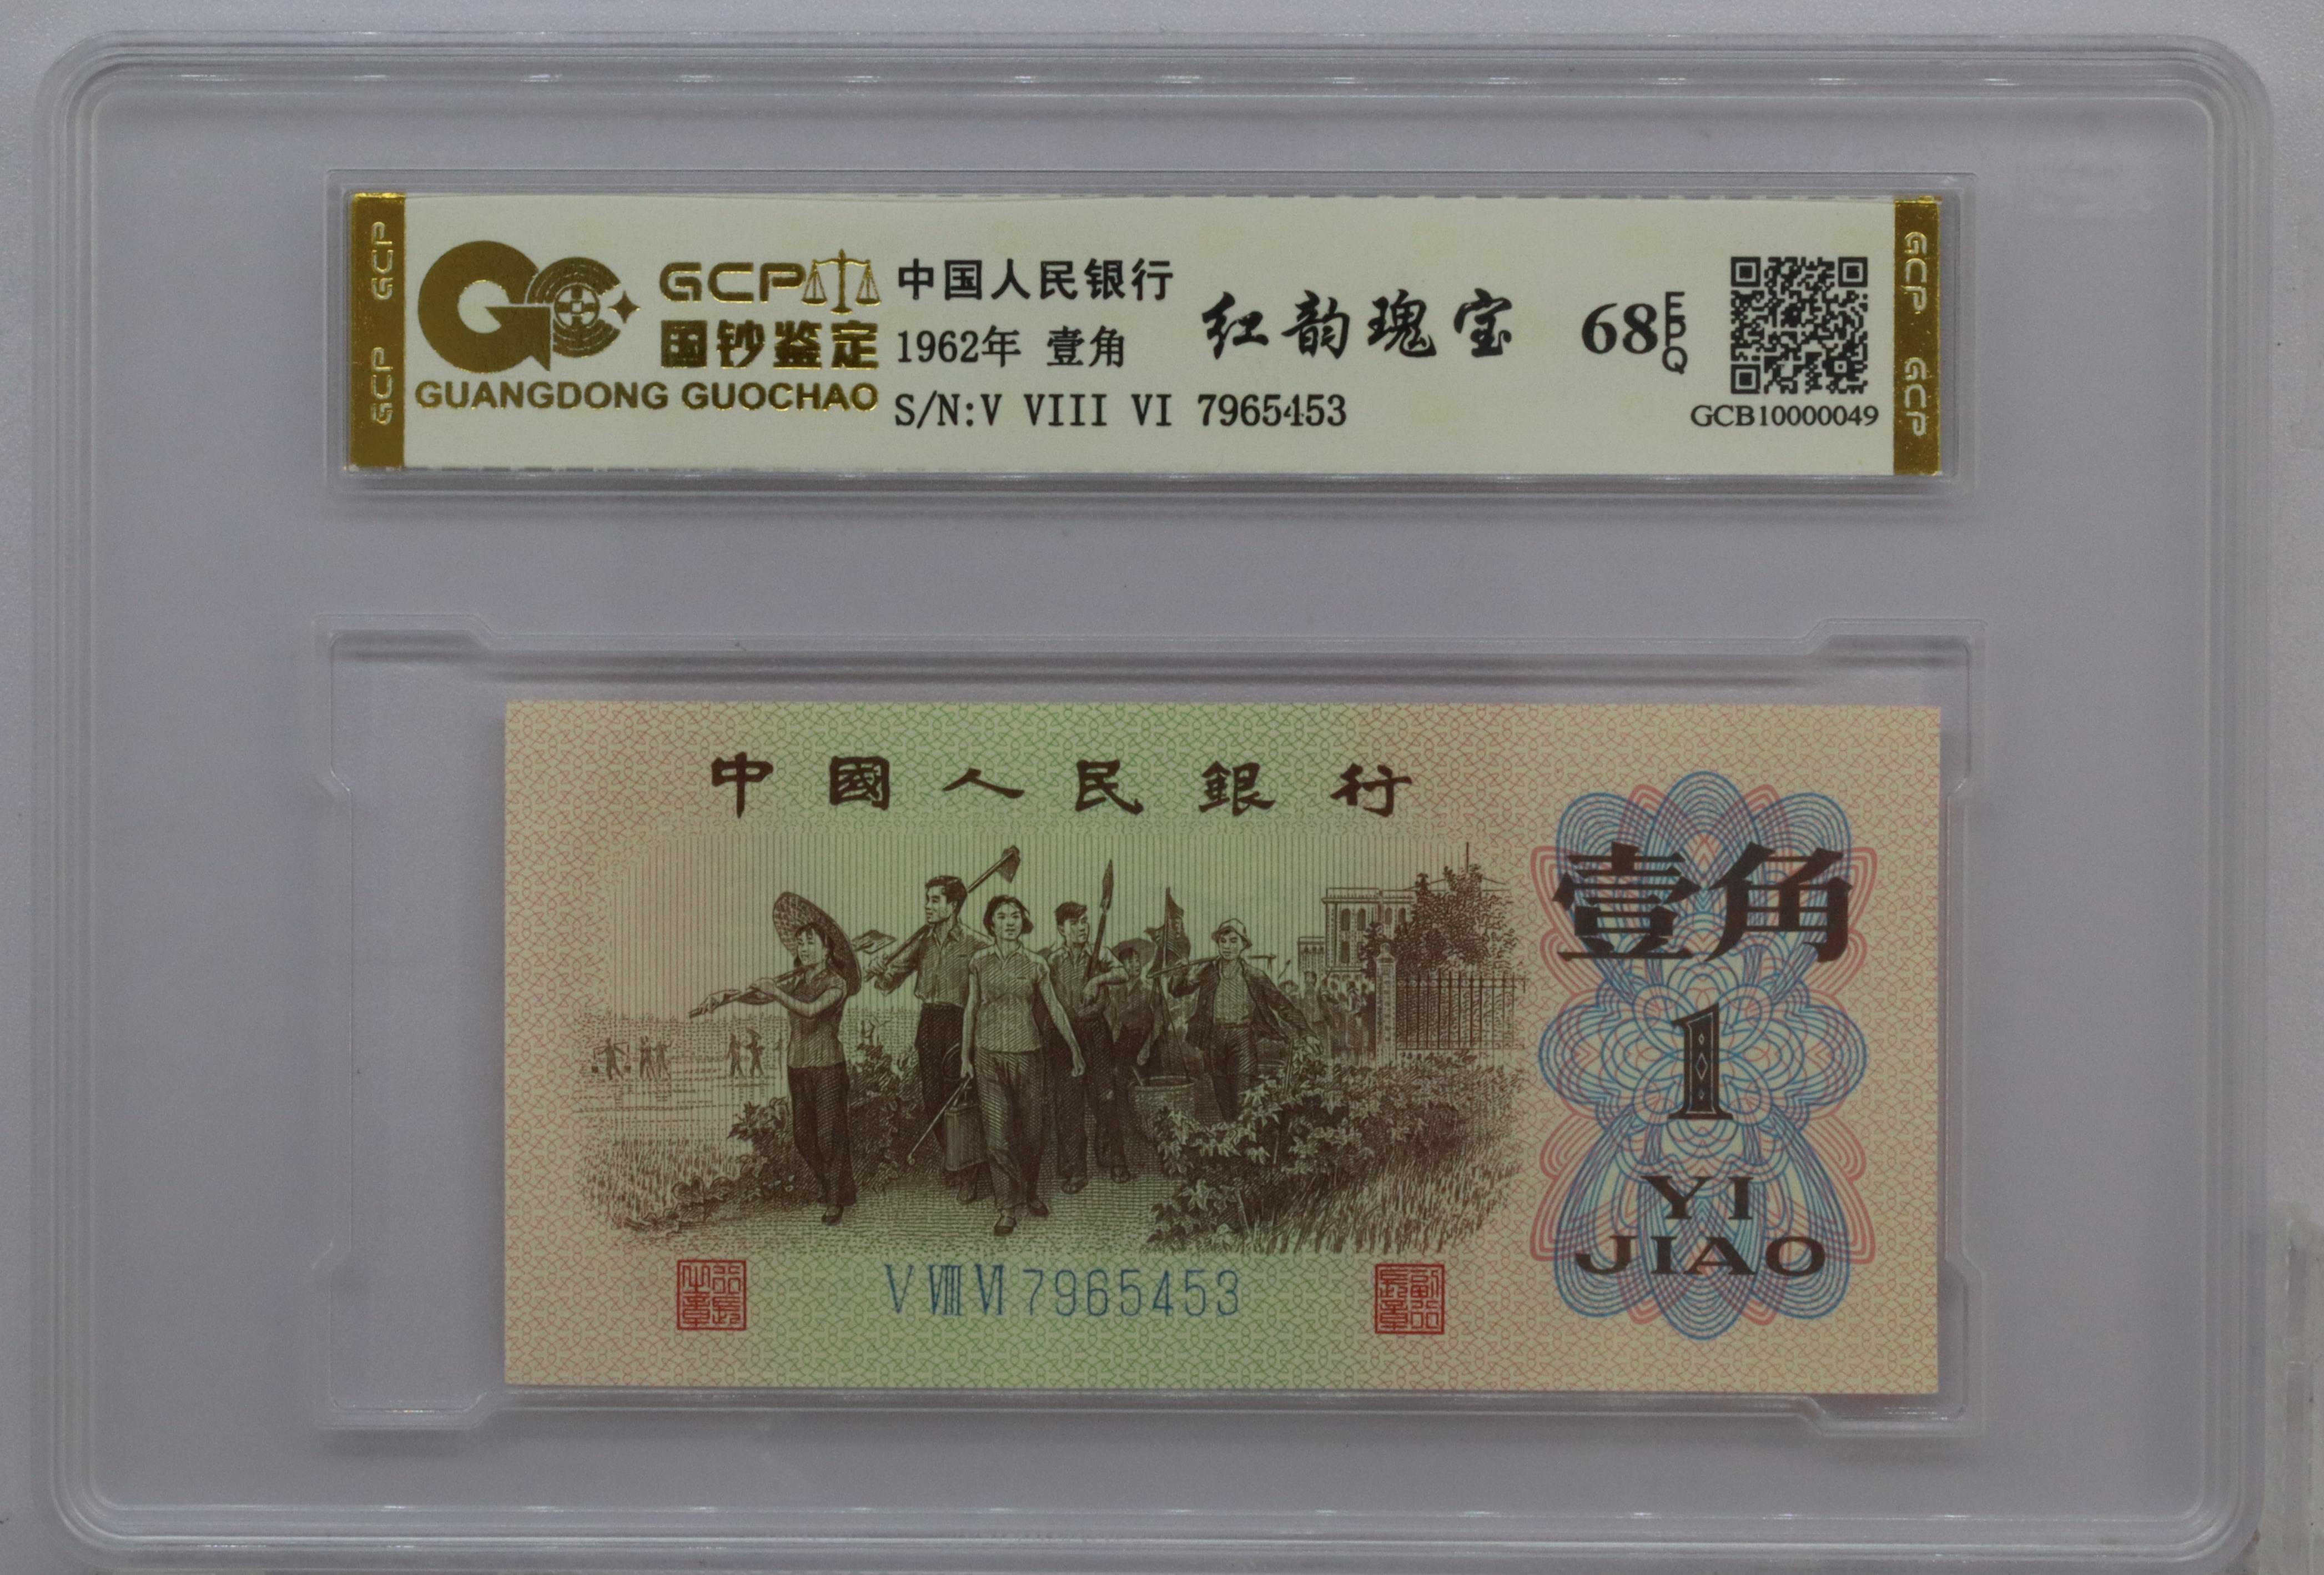 GCP GCP
GCP
国钞鉴定
GUANGDONG GUOCHAO
中国人民银行
1962年 壹角
S/N:V VIII VI 7965453
红韵瑰宝
68 EPQ
GCB10000049
GCP GCP
中國人民銀行
壹角
1
YI
JIAO
V VIII VI 7965453